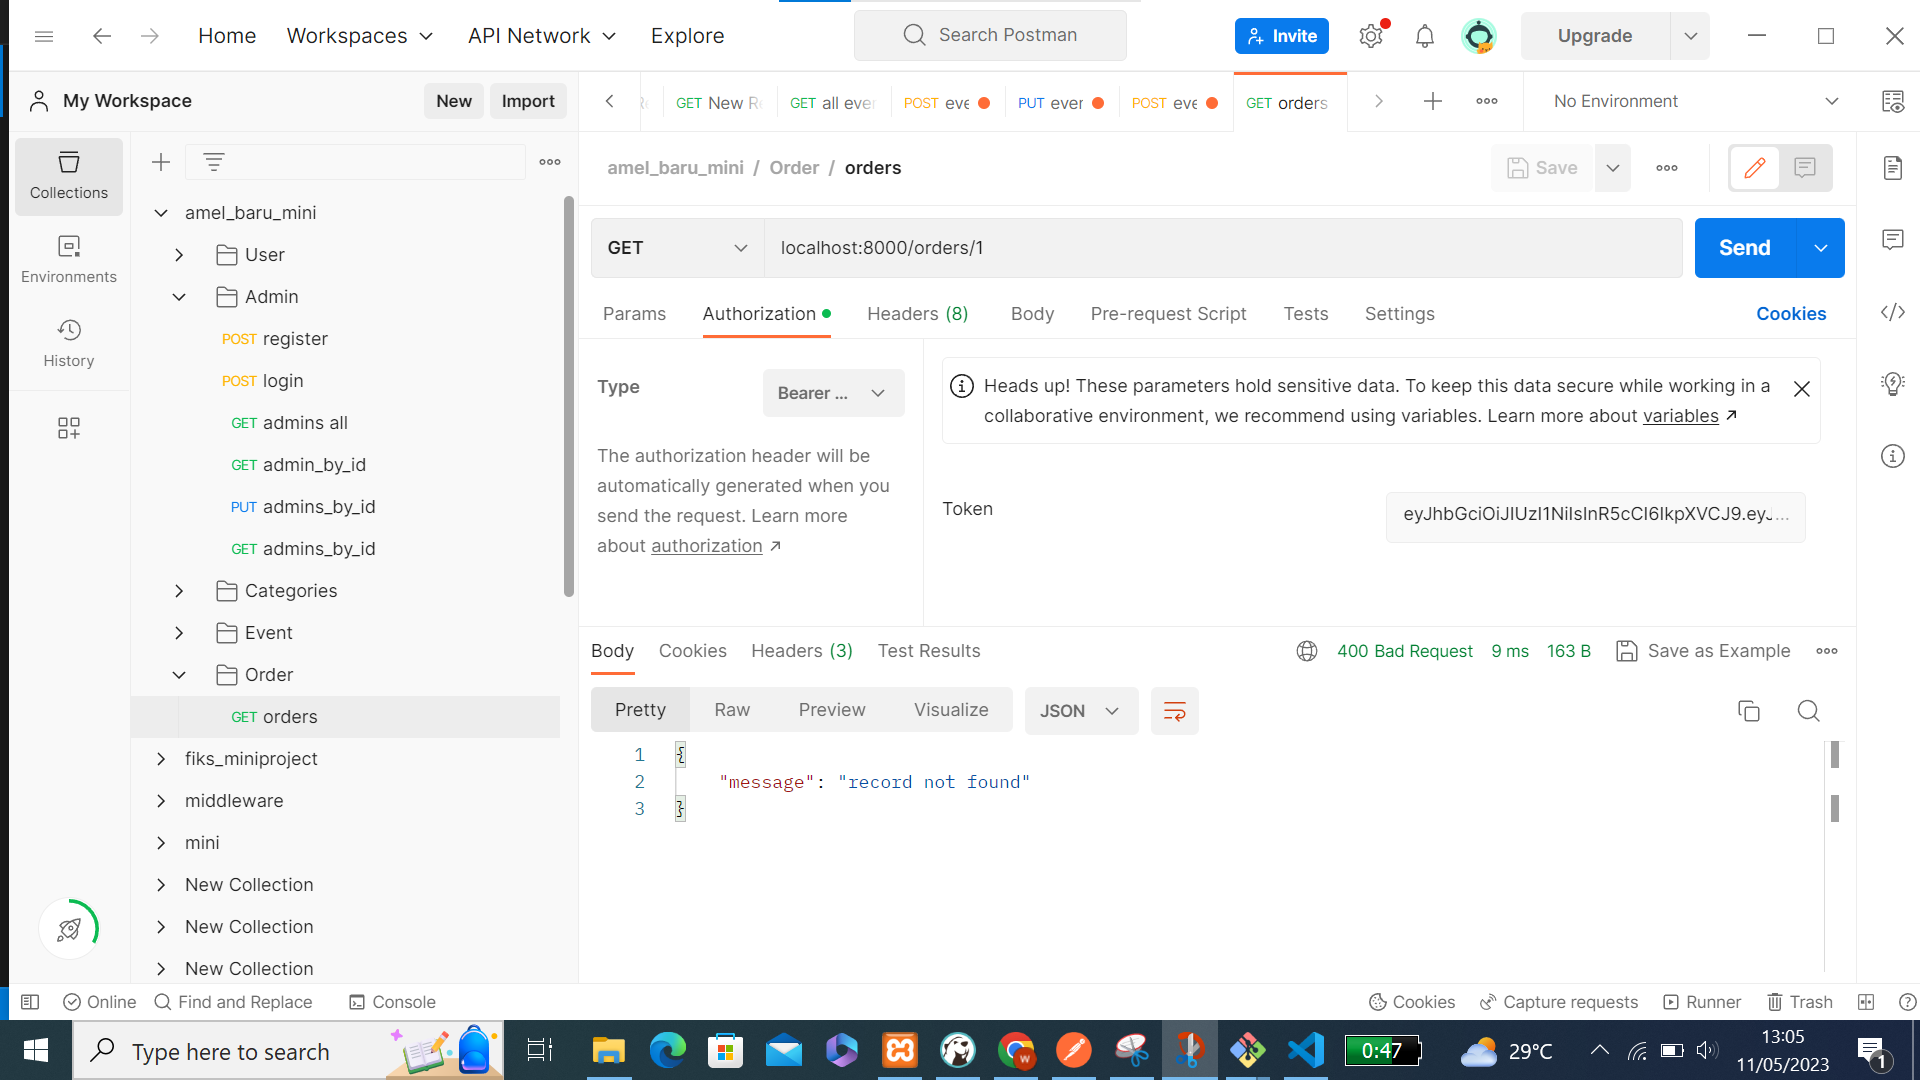 Home
Workspaces
API Network
Explore
Search Postman
Invite
Upgrade
My Workspace
New
Import
GET New Re
GET all ever
POST eve
PUT ever
POST eve
GET orders
No Environment
Collections
Environments
History
amel_baru_mini
User
Admin
POST register
POST login
GET admins all
GET admin_by_id
PUT admins_by_id
GET admins_by_id
Categories
Event
Order
GET orders
fiks_miniproject
middleware
mini
New Collection
New Collection
New Collection
amel_baru_mini / Order / orders
Save
GET
localhost:8000/orders/1
Send
Params
Authorization
Headers (8)
Body
Pre-request Script
Tests
Settings
Cookies
Type
Bearer ...
The authorization header will be
automatically generated when you
send the request. Learn more
about authorization ↗
Heads up! These parameters hold sensitive data. To keep this data secure while working in a
collaborative environment, we recommend using variables. Learn more about variables ↗
Token
Body
Cookies
Headers (3)
Test Results
400 Bad Request
9 ms
163 B
Save as Example
Pretty
Raw
Preview
Visualize
JSON
1 {
2 "message": "record not found"
3 }
Online
Find and Replace
Console
Cookies
Capture requests
Runner
Trash
Type here to search
0:47
29°C
13:05
11/05/2023
1